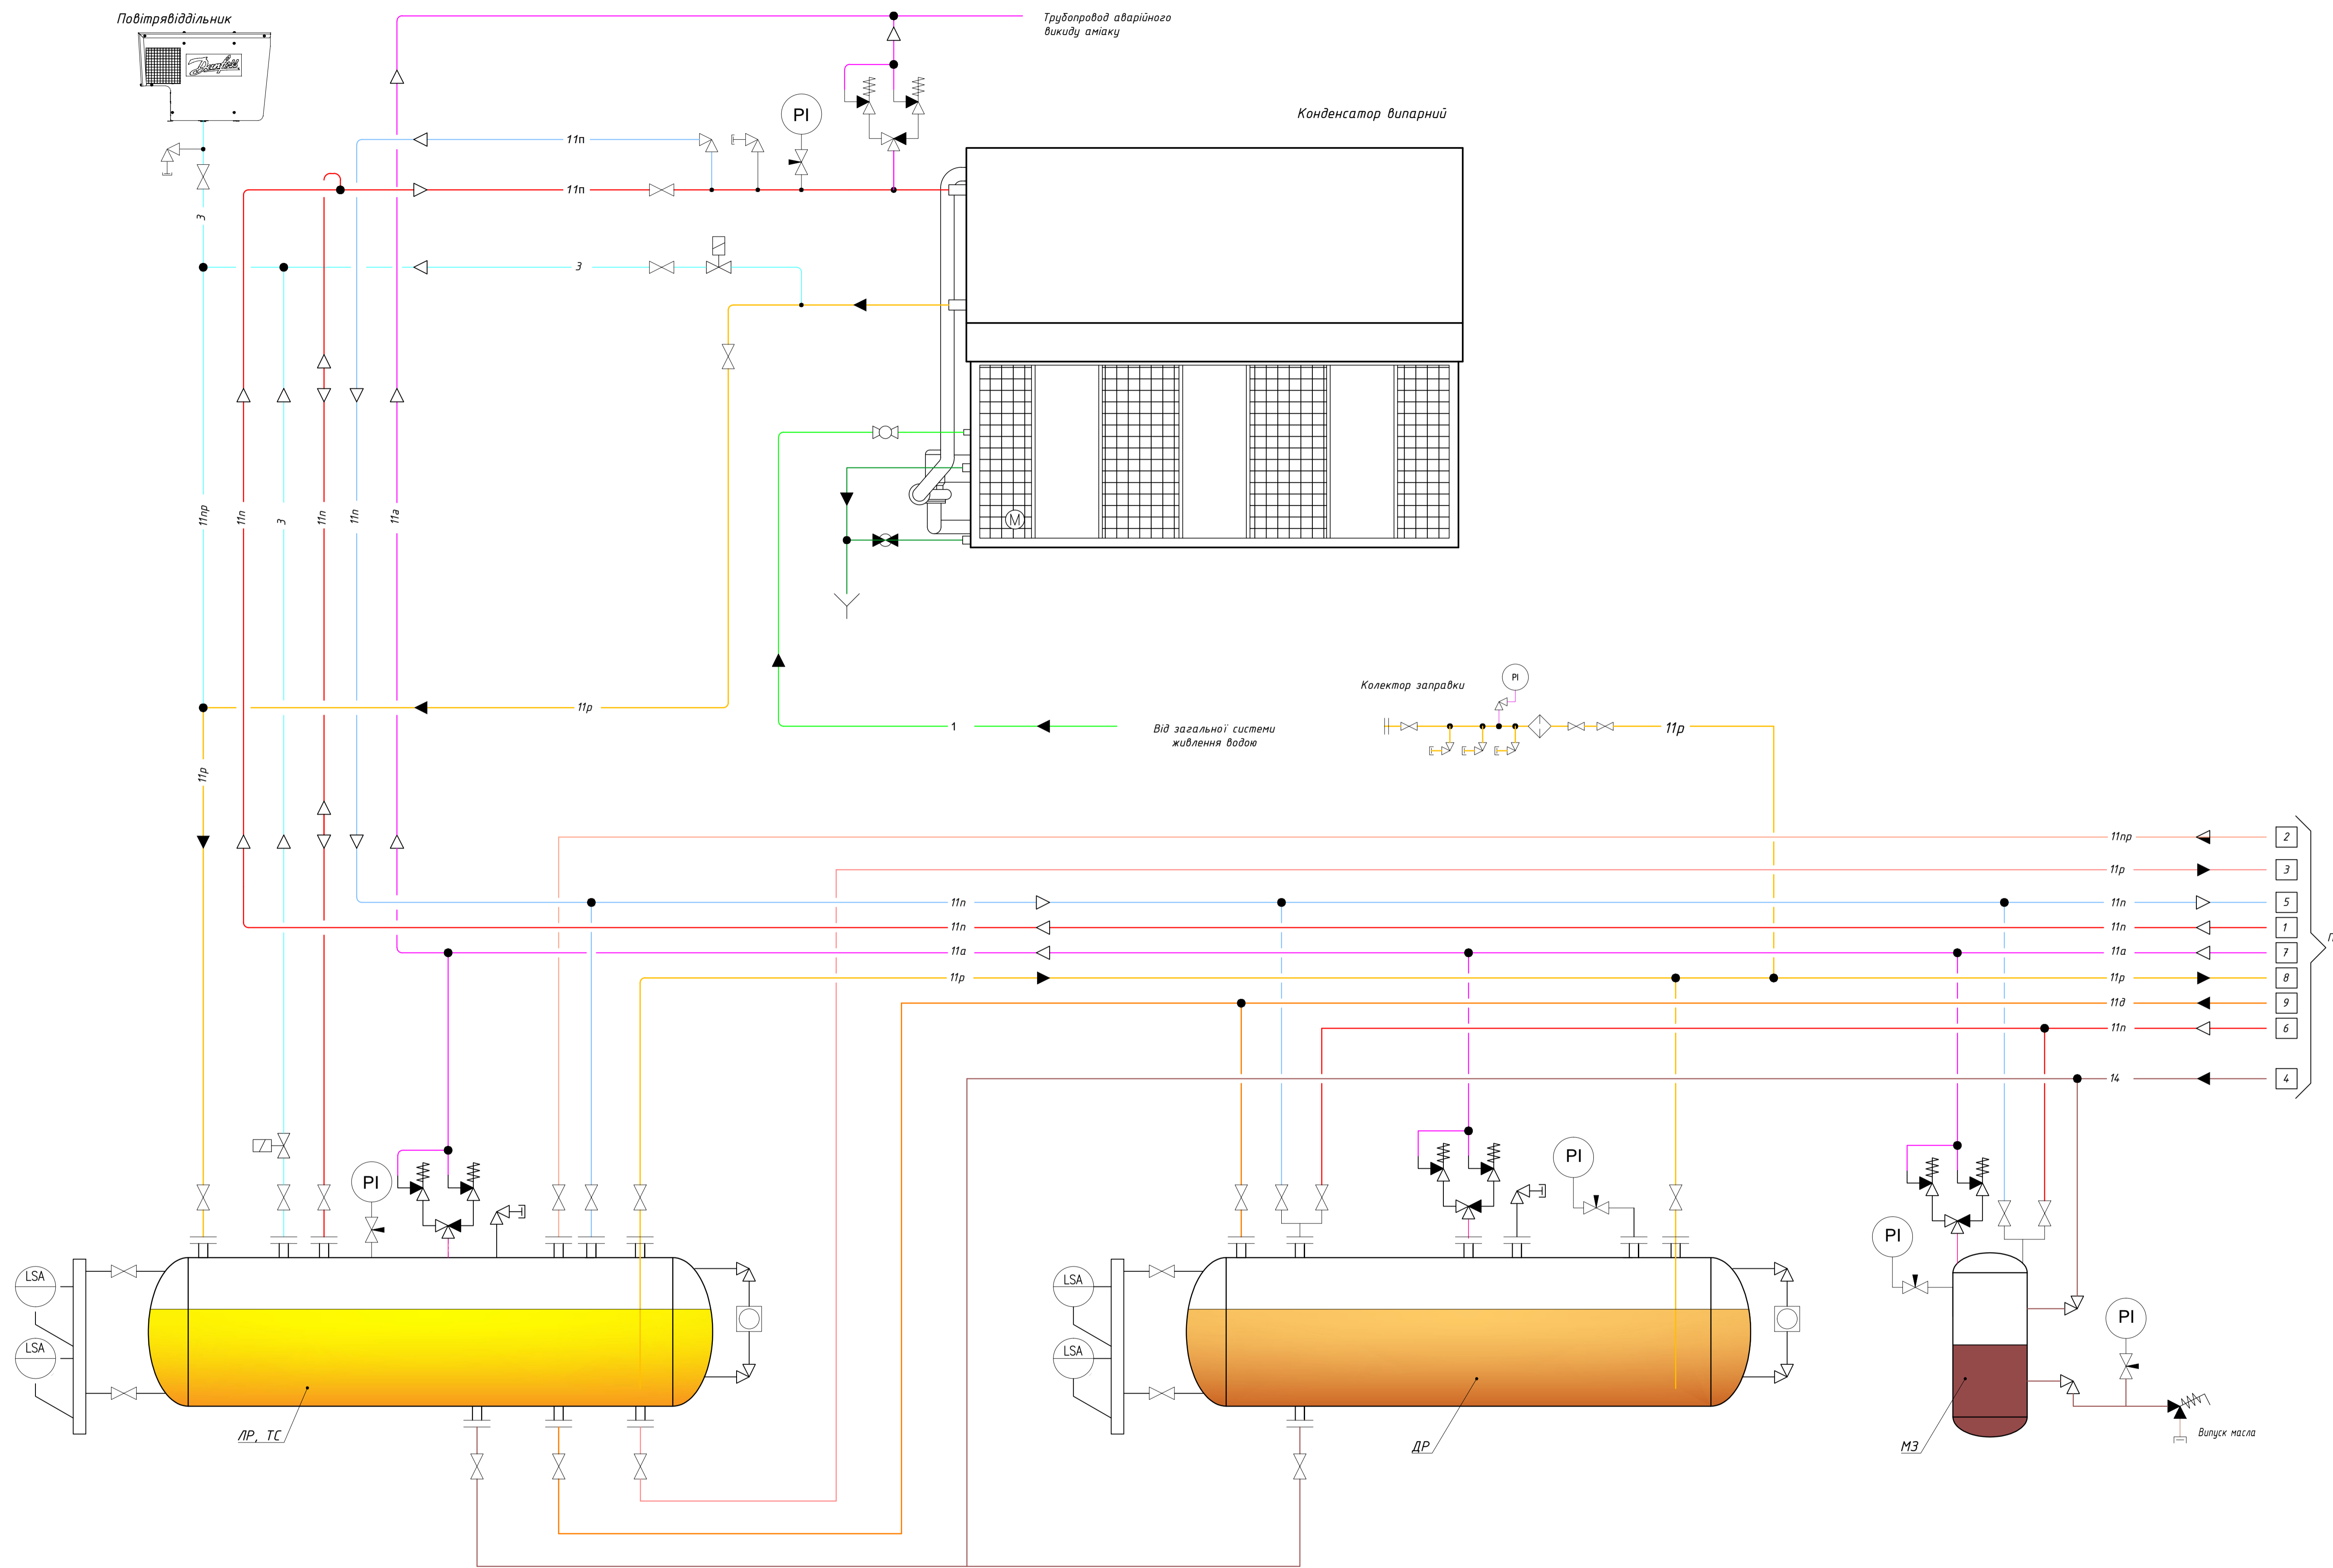 Повітрявіддільник
Danfoss
Трубопровод аварійного
викиду аміаку
PI
Конденсатор випарний
11п
11п
3
3
11пр
11п
3
11п
11п
11а
M
11р
11р
1
Від загальної системи
живлення водою
Колектор заправки
PI
11р
11пр
2
11р
3
11п
11п
5
11п
11п
1
11а
11а
7
11р
11р
8
11д
9
11п
6
14
4
П
PI
PI
PI
PI
LSA
LSA
LSA
LSA
ЛР, ТС
ДР
МЗ
Випуск масла